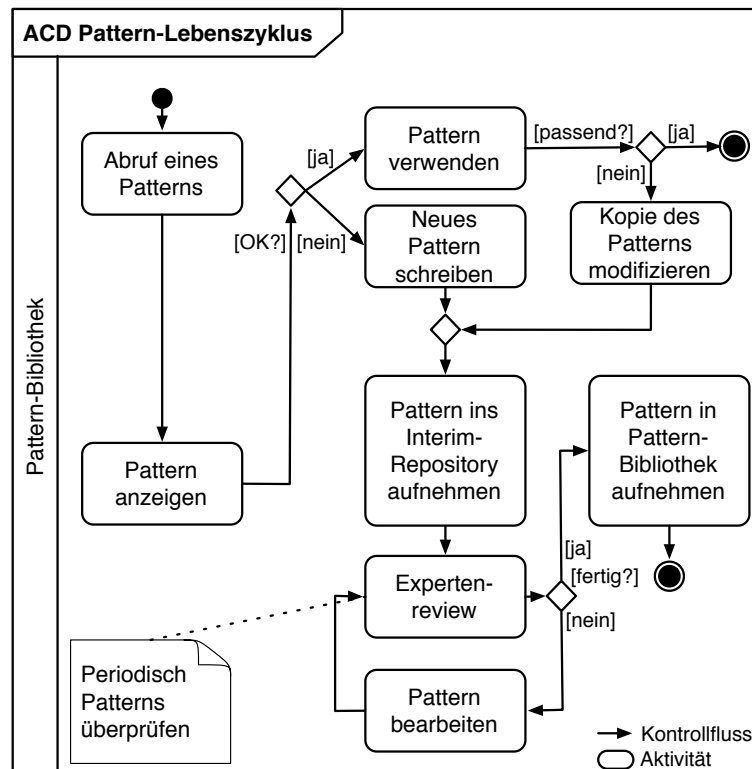 ACD Pattern-Lebenszyklus
Pattern-Bibliothek
Abruf eines
Patterns
Pattern
anzeigen
[OK?]
[ja]
[nein]
Pattern
verwenden
[passend?]
[ja]
[nein]
Neues
Pattern
schreiben
Kopie des
Patterns
modifizieren
Pattern ins
Interim-
Repository
aufnehmen
Pattern in
Pattern-
Bibliothek
aufnehmen
Experten-
review
[ja]
[fertig?]
[nein]
Pattern
bearbeiten
Periodisch
Patterns
überprüfen
Kontrollfluss
Aktivität